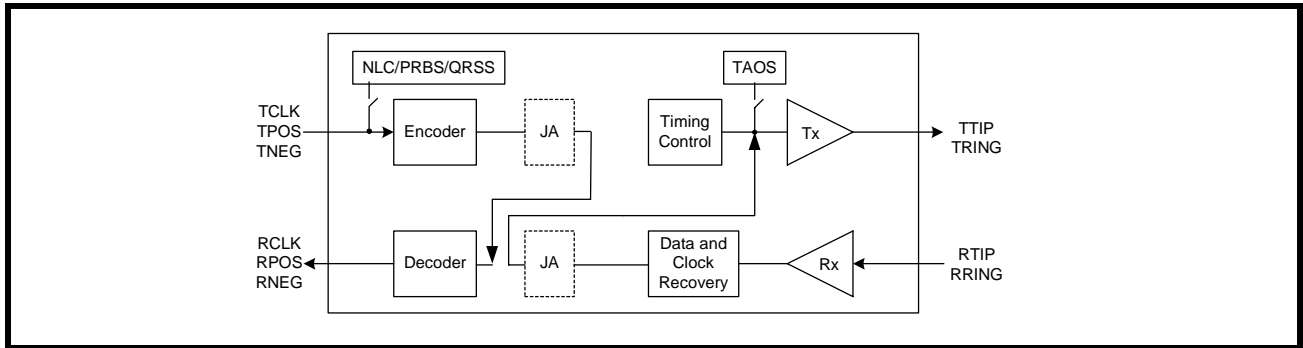 NLC/PRBS/QRSS
TAOS
TCLK
TPOS
TNEG
Encoder
JA
Timing
Control
Tx
TTIP
TRING
RCLK
RPOS
RNEG
Decoder
JA
Data and
Clock
Recovery
Rx
RTIP
RRING